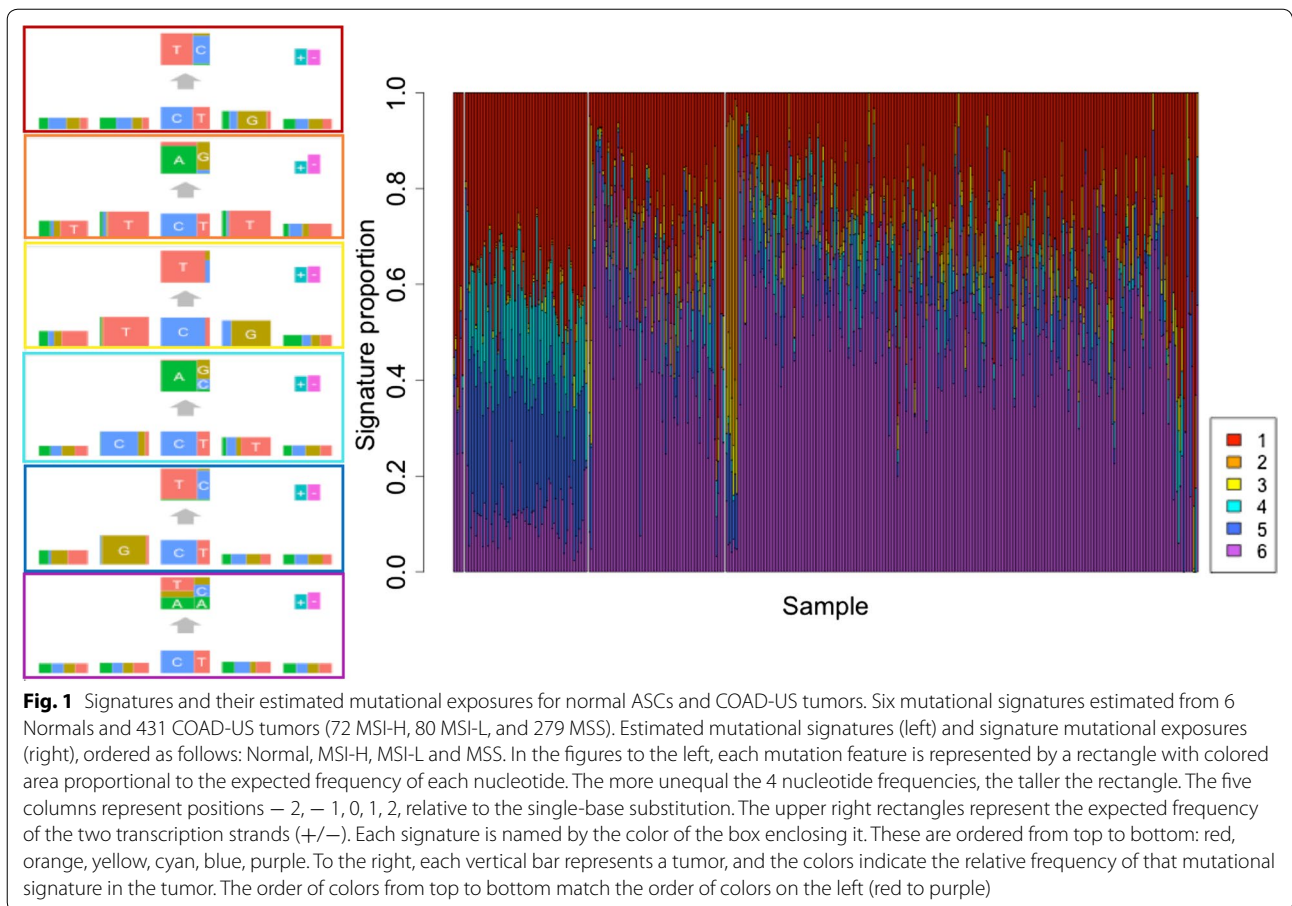 T C
+ -
C T G
A G
+ -
T T C T T
T
+ -
T C G
A G
C
+ -
C C T T
T C
+ -
G C T
T C
A A
+ -
C T
Signature proportion
1.0
0.8
0.6
0.4
0.2
0.0
Sample
1
2
3
4
5
6
Fig. 1 Signatures and their estimated mutational exposures for normal ASCs and COAD-US tumors. Six mutational signatures estimated from 6
Normals and 431 COAD-US tumors (72 MSI-H, 80 MSI-L, and 279 MSS). Estimated mutational signatures (left) and signature mutational exposures
(right), ordered as follows: Normal, MSI-H, MSI-L and MSS. In the figures to the left, each mutation feature is represented by a rectangle with colored
area proportional to the expected frequency of each nucleotide. The more unequal the 4 nucleotide frequencies, the taller the rectangle. The five
columns represent positions − 2, − 1, 0, 1, 2, relative to the single-base substitution. The upper right rectangles represent the expected frequency
of the two transcription strands (+/−). Each signature is named by the color of the box enclosing it. These are ordered from top to bottom: red,
orange, yellow, cyan, blue, purple. To the right, each vertical bar represents a tumor, and the colors indicate the relative frequency of that mutational
signature in the tumor. The order of colors from top to bottom match the order of colors on the left (red to purple)